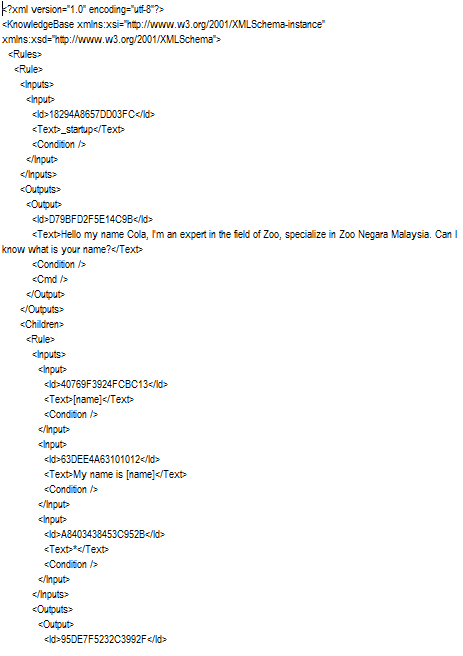 <?xml version="1.0" encoding="utf-8"?>
<KnowledgeBase xmlns:xsi="http://www.w3.org/2001/XMLSchema-instance"
xmlns:xsd="http://www.w3.org/2001/XMLSchema">
<Rules>
<Rule>
<Inputs>
<Input>
<Id>18294A8657DD03FC</Id>
<Text>_startup</Text>
<Condition />
</Input>
</Inputs>
<Outputs>
<Output>
<Id>D79BFD2F5E14C9B</Id>
<Text>Hello my name Cola, I'm an expert in the field of Zoo, specialize in Zoo Negara Malaysia. Can I
know what is your name?</Text>
<Condition />
<Cmd />
</Output>
</Outputs>
<Children>
<Rule>
<Inputs>
<Input>
<Id>40769F3924FCBC13</Id>
<Text>[name]</Text>
<Condition />
</Input>
<Input>
<Id>63DEE4A63101012</Id>
<Text>My name is [name]</Text>
<Condition />
</Input>
<Input>
<Id>A8403438453C952B</Id>
<Text>*</Text>
<Condition />
</Input>
</Inputs>
<Outputs>
<Output>
<Id>95DE7F5232C3992F</Id>